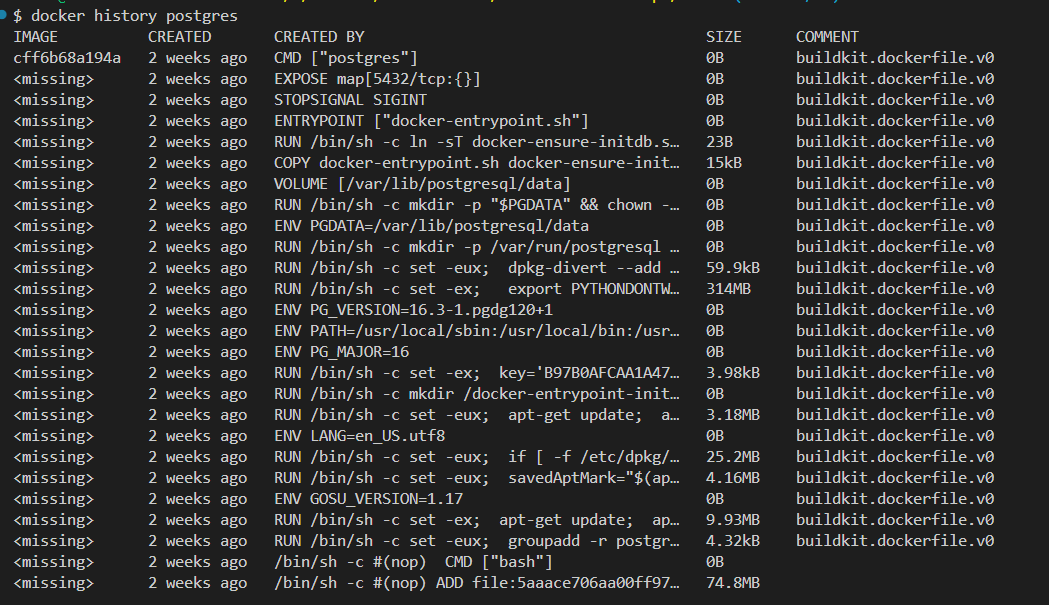 $ docker history postgres
IMAGE CREATED CREATED BY SIZE COMMENT
cff6b68a194a 2 weeks ago CMD ["postgres"] 0B buildkit.dockerfile.v0
<missing> 2 weeks ago EXPOSE map[5432/tcp:{}] 0B buildkit.dockerfile.v0
<missing> 2 weeks ago STOPSIGNAL SIGINT 0B buildkit.dockerfile.v0
<missing> 2 weeks ago ENTRYPOINT ["docker-entrypoint.sh"] 0B buildkit.dockerfile.v0
<missing> 2 weeks ago RUN /bin/sh -c ln -sT docker-ensure-initdb.s… 23B buildkit.dockerfile.v0
<missing> 2 weeks ago COPY docker-entrypoint.sh docker-ensure-init… 15kB buildkit.dockerfile.v0
<missing> 2 weeks ago VOLUME [/var/lib/postgresql/data] 0B buildkit.dockerfile.v0
<missing> 2 weeks ago RUN /bin/sh -c mkdir -p "$PGDATA" && chown -… 0B buildkit.dockerfile.v0
<missing> 2 weeks ago ENV PGDATA=/var/lib/postgresql/data 0B buildkit.dockerfile.v0
<missing> 2 weeks ago RUN /bin/sh -c mkdir -p /var/run/postgresql … 0B buildkit.dockerfile.v0
<missing> 2 weeks ago RUN /bin/sh -c set -eux; dpkg-divert --add … 59.9kB buildkit.dockerfile.v0
<missing> 2 weeks ago RUN /bin/sh -c set -ex; export PYTHONDONTW… 314MB buildkit.dockerfile.v0
<missing> 2 weeks ago ENV PG_VERSION=16.3-1.pgdg120+1 0B buildkit.dockerfile.v0
<missing> 2 weeks ago ENV PATH=/usr/local/sbin:/usr/local/bin:/usr… 0B buildkit.dockerfile.v0
<missing> 2 weeks ago ENV PG_MAJOR=16 0B buildkit.dockerfile.v0
<missing> 2 weeks ago RUN /bin/sh -c set -ex; key='B97B0AFCAA1A47… 3.98kB buildkit.dockerfile.v0
<missing> 2 weeks ago RUN /bin/sh -c mkdir /docker-entrypoint-init… 0B buildkit.dockerfile.v0
<missing> 2 weeks ago RUN /bin/sh -c set -eux; apt-get update; a… 3.18MB buildkit.dockerfile.v0
<missing> 2 weeks ago ENV LANG=en_US.utf8 0B buildkit.dockerfile.v0
<missing> 2 weeks ago RUN /bin/sh -c set -eux; if [ -f /etc/dpkg/… 25.2MB buildkit.dockerfile.v0
<missing> 2 weeks ago RUN /bin/sh -c set -eux; savedAptMark="$(ap… 4.16MB buildkit.dockerfile.v0
<missing> 2 weeks ago ENV GOSU_VERSION=1.17 0B buildkit.dockerfile.v0
<missing> 2 weeks ago RUN /bin/sh -c set -ex; apt-get update; ap… 9.93MB buildkit.dockerfile.v0
<missing> 2 weeks ago RUN /bin/sh -c set -eux; groupadd -r postgr… 4.32kB buildkit.dockerfile.v0
<missing> 2 weeks ago /bin/sh -c #(nop) CMD ["bash"] 0B
<missing> 2 weeks ago /bin/sh -c #(nop) ADD file:5aaace706aa00ff97… 74.8MB